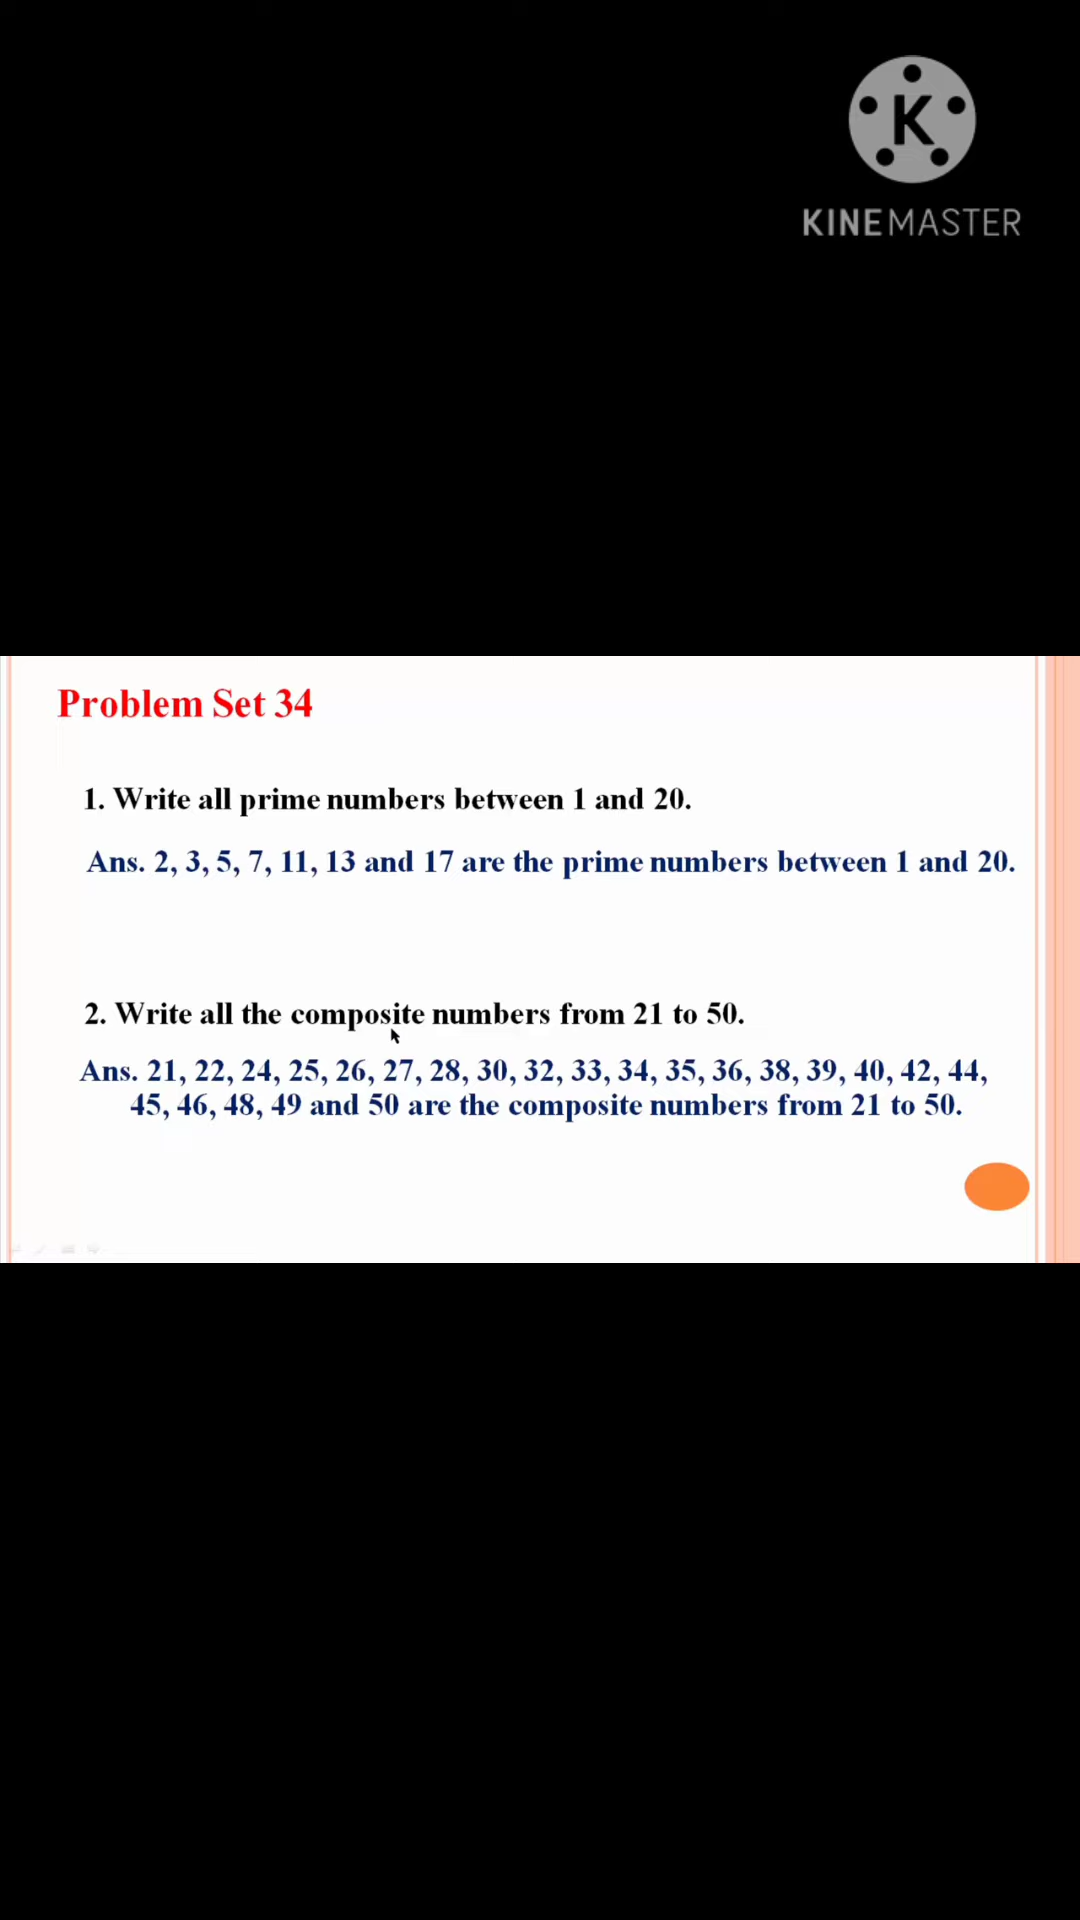 K
KINEMASTER
Problem Set 34
1. Write all prime numbers between 1 and 20.
Ans. 2, 3, 5, 7, 11, 13 and 17 are the prime numbers between 1 and 20.
2. Write all the composite numbers from 21 to 50.
Ans. 21, 22, 24, 25, 26, 27, 28, 30, 32, 33, 34, 35, 36, 38, 39, 40, 42, 44,
45, 46, 48, 49 and 50 are the composite numbers from 21 to 50.